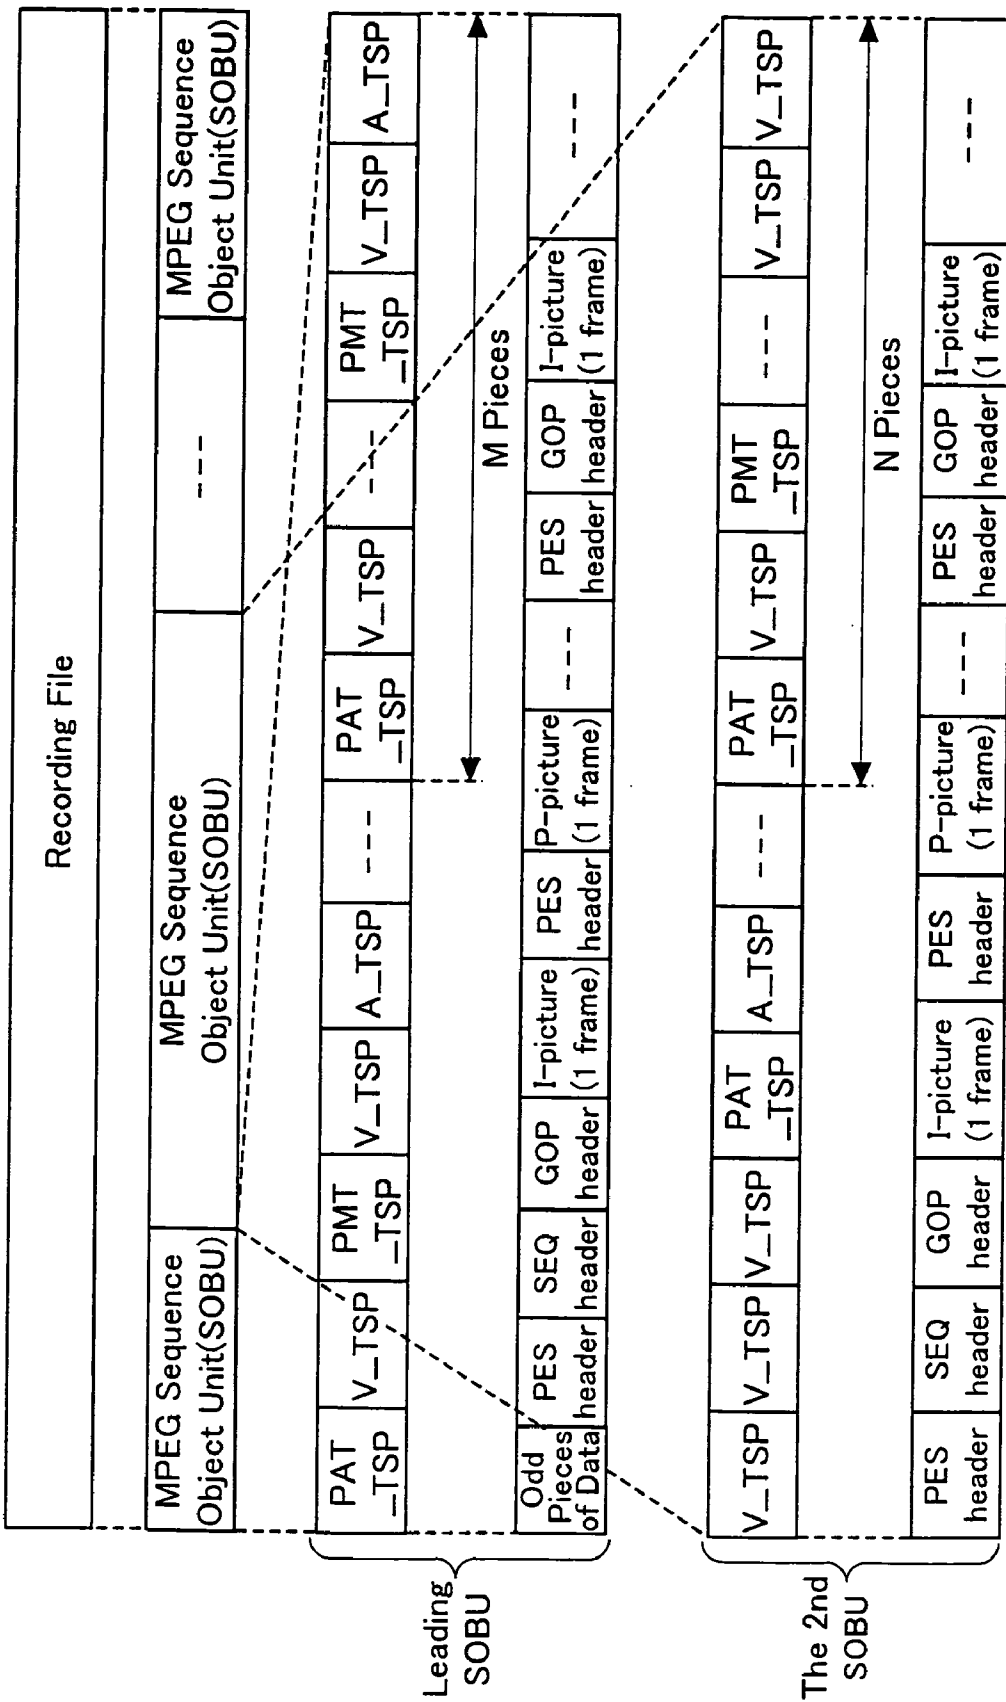 Recording File
MPEG Sequence
Object Unit(SOBU)
MPEG Sequence
Object Unit(SOBU)
---
MPEG Sequence
Object Unit(SOBU)
Leading
SOBU
PAT
_TSP
V_TSP
PMT
_TSP
V_TSP
A_TSP
---
PAT
_TSP
V_TSP
---
PMT
_TSP
V_TSP
A_TSP
M Pieces
Odd
Pieces
of Data
PES
header
SEQ
header
GOP
header
I-picture
(1 frame)
PES
header
P-picture
(1 frame)
---
PES
header
GOP
header
I-picture
(1 frame)
---
The 2nd
SOBU
V_TSP
V_TSP
V_TSP
PAT
_TSP
A_TSP
---
PAT
_TSP
V_TSP
PMT
_TSP
---
V_TSP
V_TSP
N Pieces
PES
header
SEQ
header
GOP
header
I-picture
(1 frame)
PES
header
P-picture
(1 frame)
---
PES
header
GOP
header
I-picture
(1 frame)
---